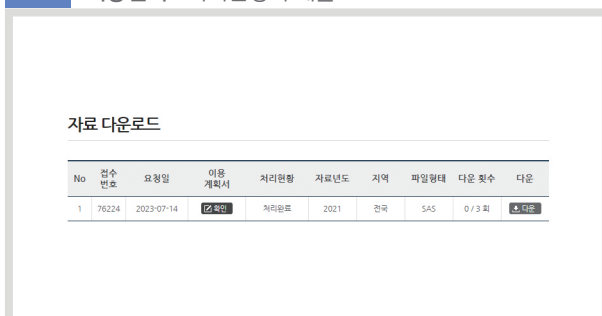 자료 다운로드
No 접수번호 요청일 이용계획서 처리현황 자료년도 지역 파일형태 다운 횟수 다운
1 76224 2023-07-14 확인 처리완료 2021 전국 SAS 0 / 3 회 다운